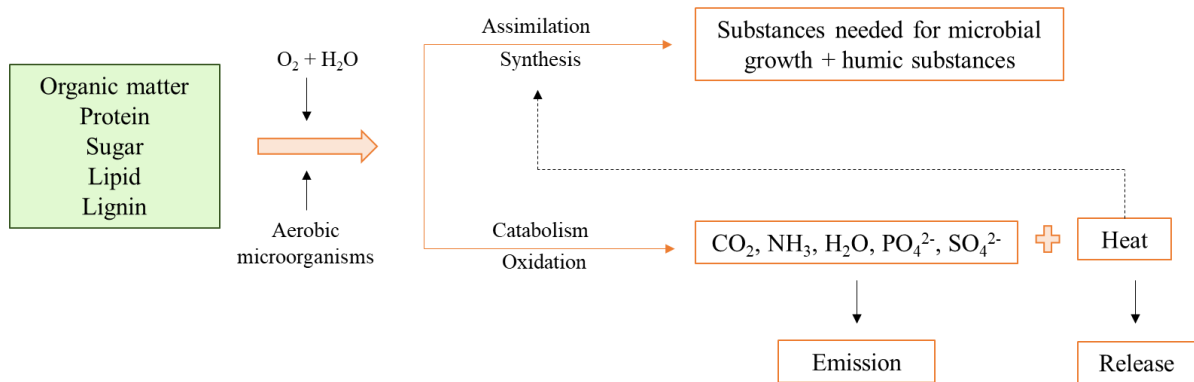 Organic matter
Protein
Sugar
Lipid
Lignin
O₂ + H₂O
Aerobic
microorganisms
Assimilation
Synthesis
Substances needed for microbial
growth + humic substances
Catabolism
Oxidation
CO₂, NH₃, H₂O, PO₄²⁻, SO₄²⁻
Heat
Emission
Release